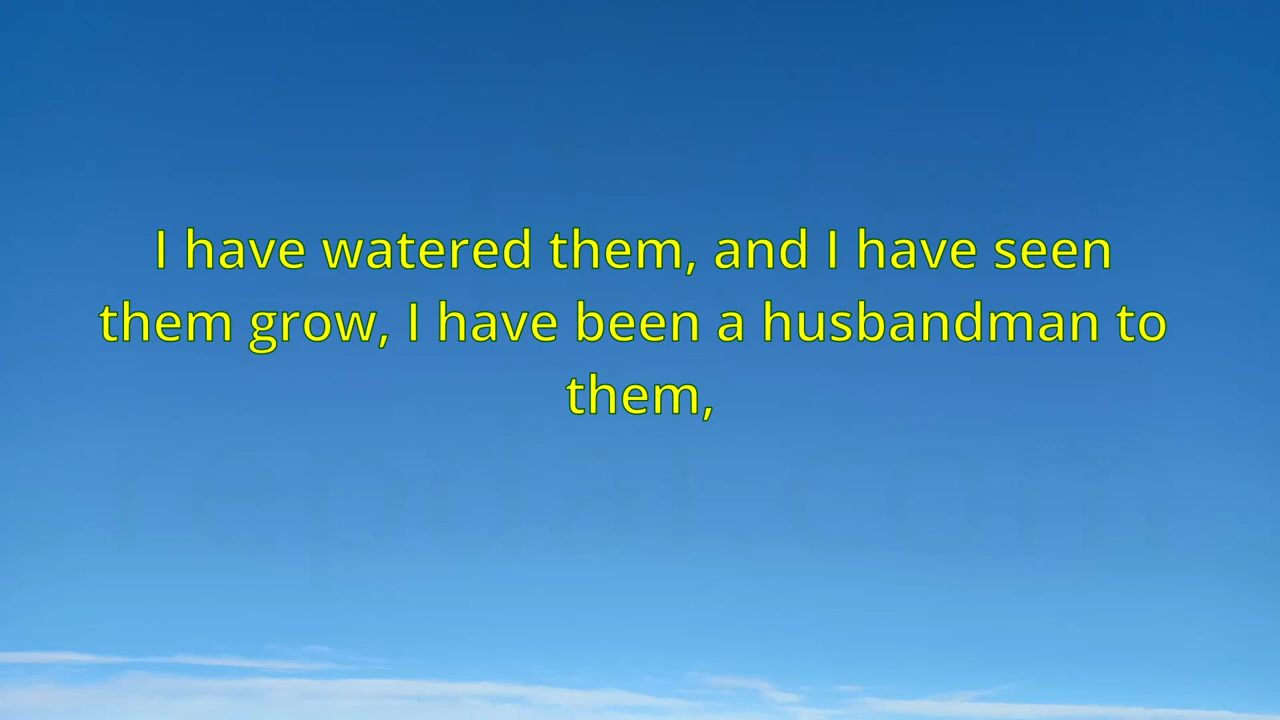 I have watered them, and I have seen
them grow, I have been a husbandman to
them,